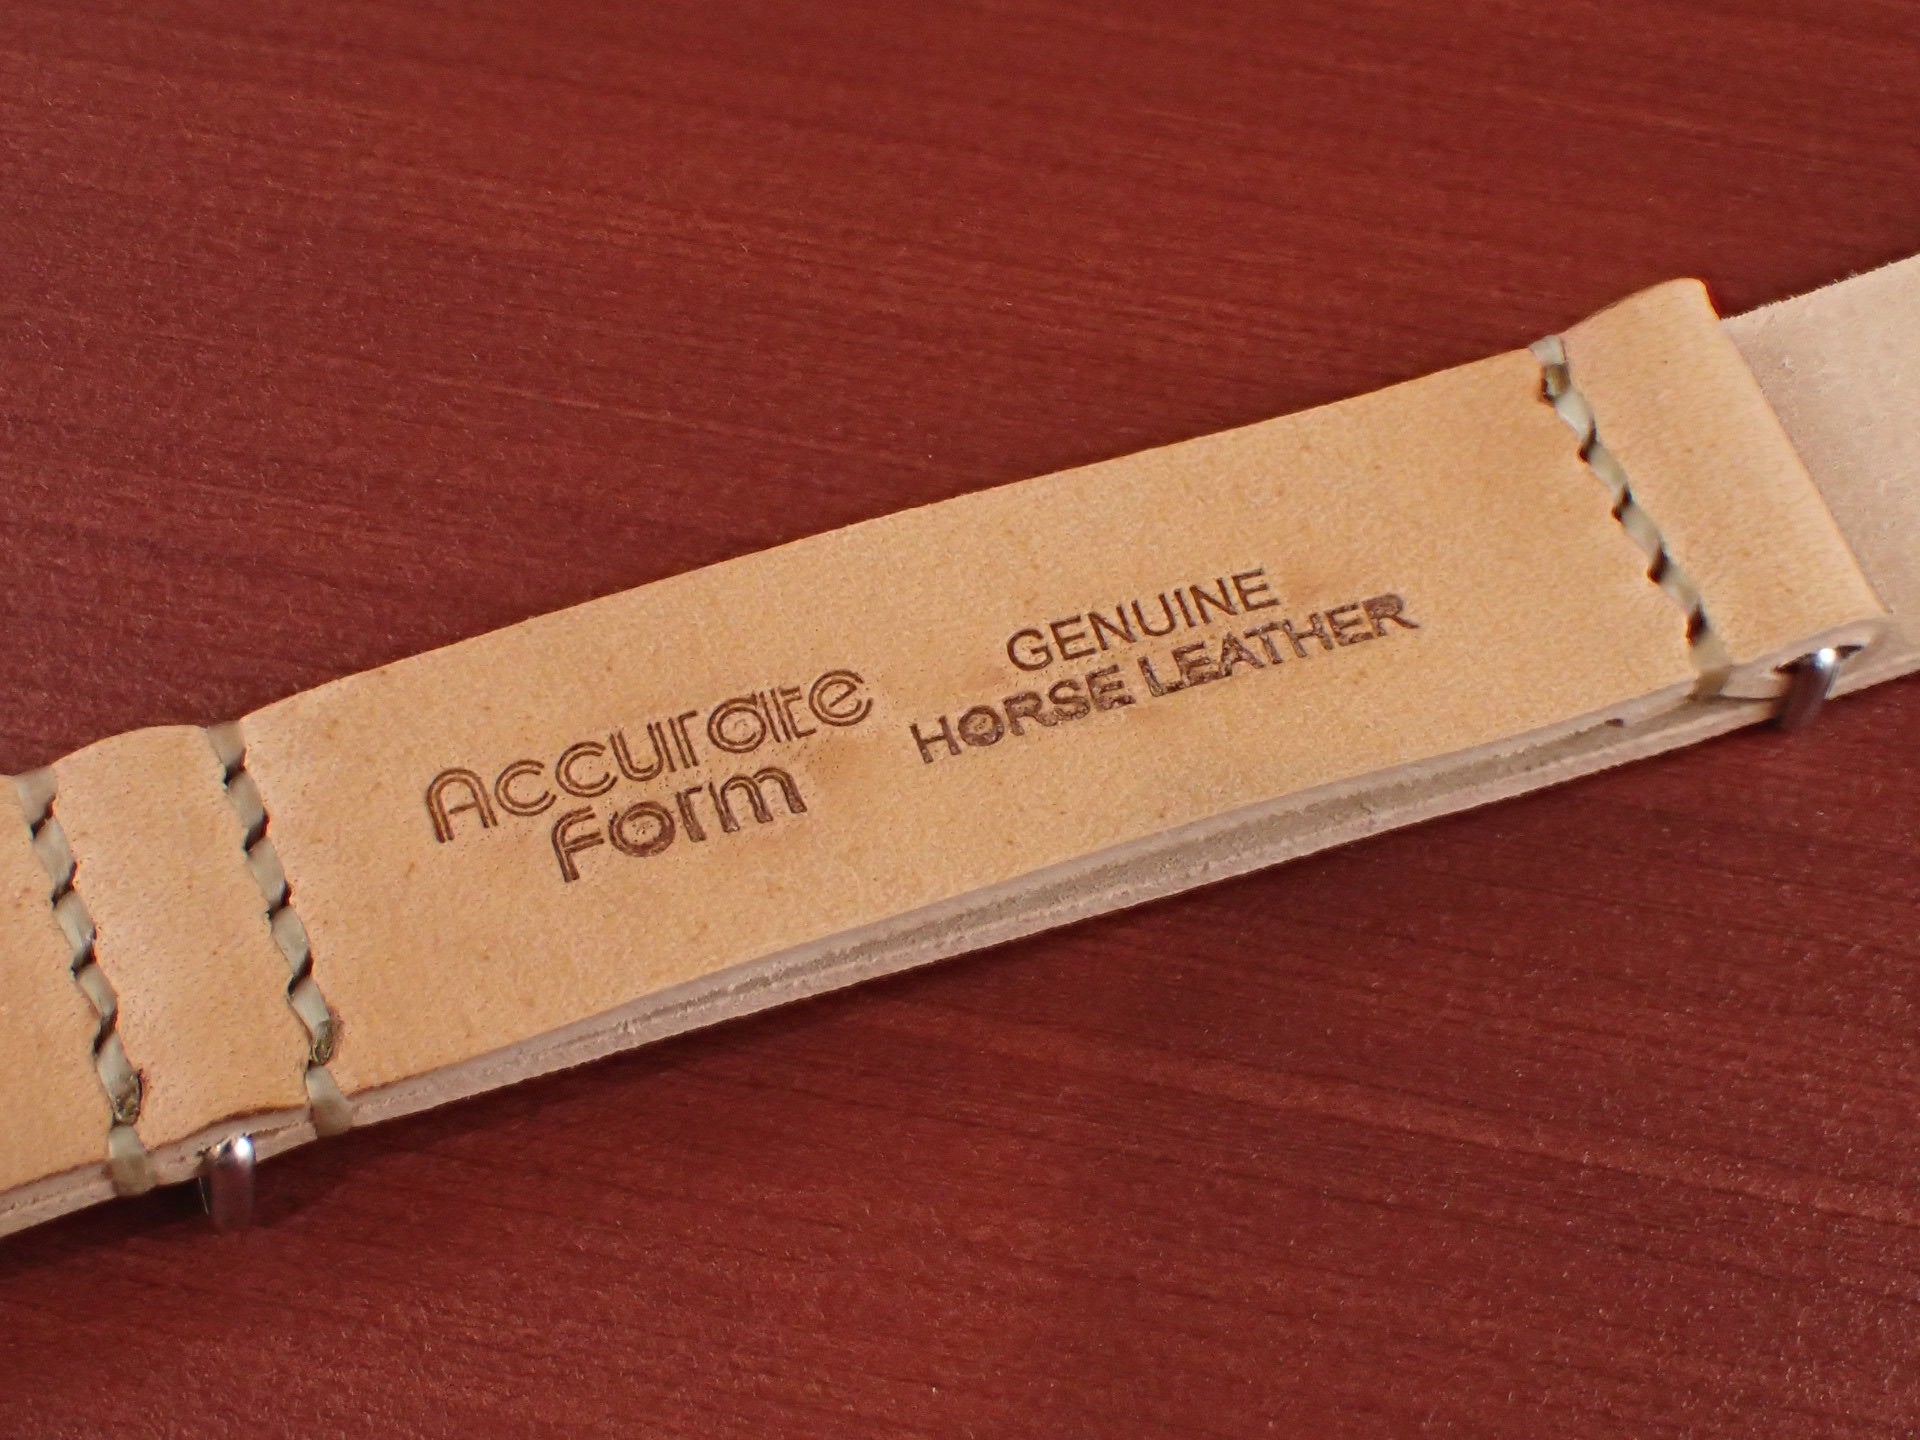 Accurate
Form
GENUINE
HORSE LEATHER